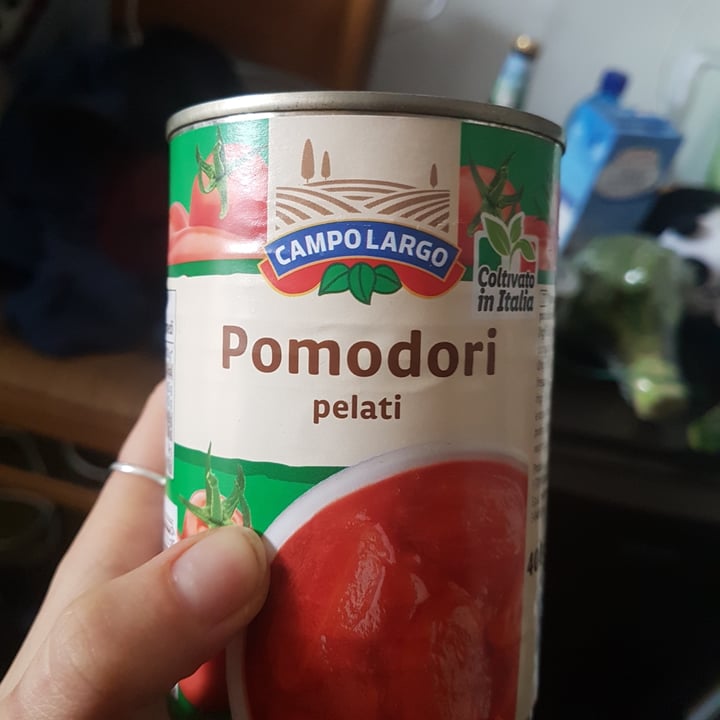 CAMPO LARGO
Coltivato
in Italia
Pomodori
pelati